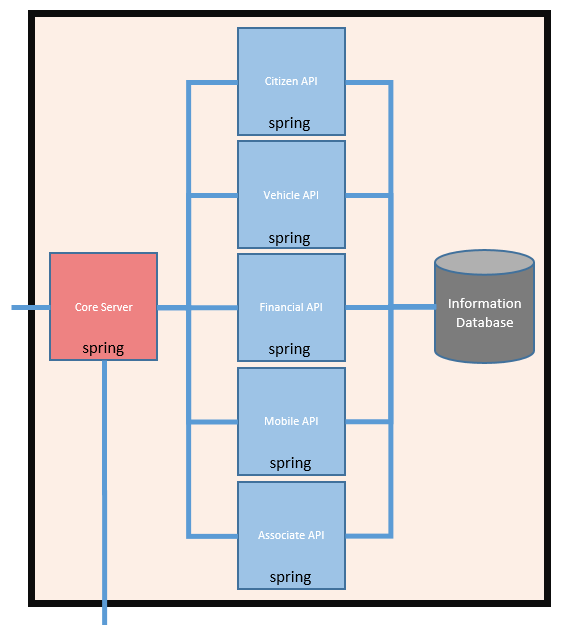 Citizen API
spring
Vehicle API
spring
Core Server
spring
Financial API
spring
Information
Database
Mobile API
spring
Associate API
spring